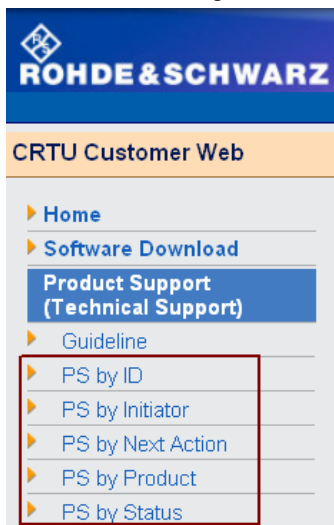 ROHDE&SCHWARZ
CRTU Customer Web
Home
Software Download
Product Support
(Technical Support)
Guideline
PS by ID
PS by Initiator
PS by Next Action
PS by Product
PS by Status